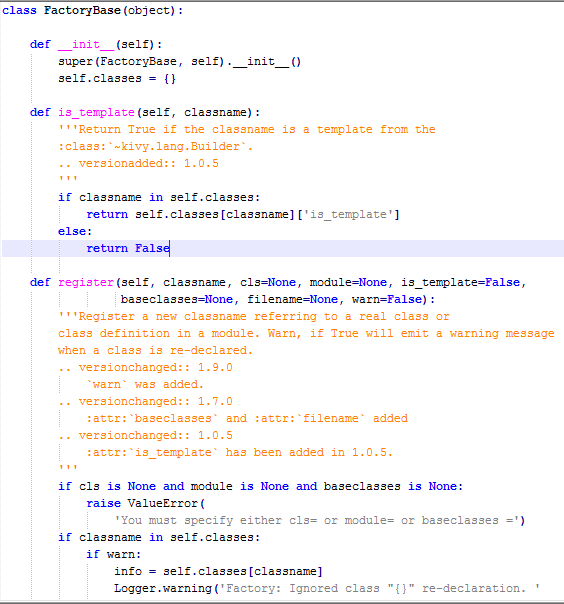 class FactoryBase(object):
def __init__(self):
super(FactoryBase, self).__init__()
self.classes = {}
def is_template(self, classname):
'''Return True if the classname is a template from the
:class:`~kivy.lang.Builder`.
.. versionadded:: 1.0.5
'''
if classname in self.classes:
return self.classes[classname]['is_template']
else:
return False
def register(self, classname, cls=None, module=None, is_template=False,
baseclasses=None, filename=None, warn=False):
'''Register a new classname referring to a real class or
class definition in a module. Warn, if True will emit a warning message
when a class is re-declared.
.. versionchanged:: 1.9.0
`warn` was added.
.. versionchanged:: 1.7.0
:attr:`baseclasses` and :attr:`filename` added
.. versionchanged:: 1.0.5
:attr:`is_template` has been added in 1.0.5.
'''
if cls is None and module is None and baseclasses is None:
raise ValueError(
'You must specify either cls= or module= or baseclasses =')
if classname in self.classes:
if warn:
info = self.classes[classname]
Logger.warning('Factory: Ignored class "{}" re-declaration. '